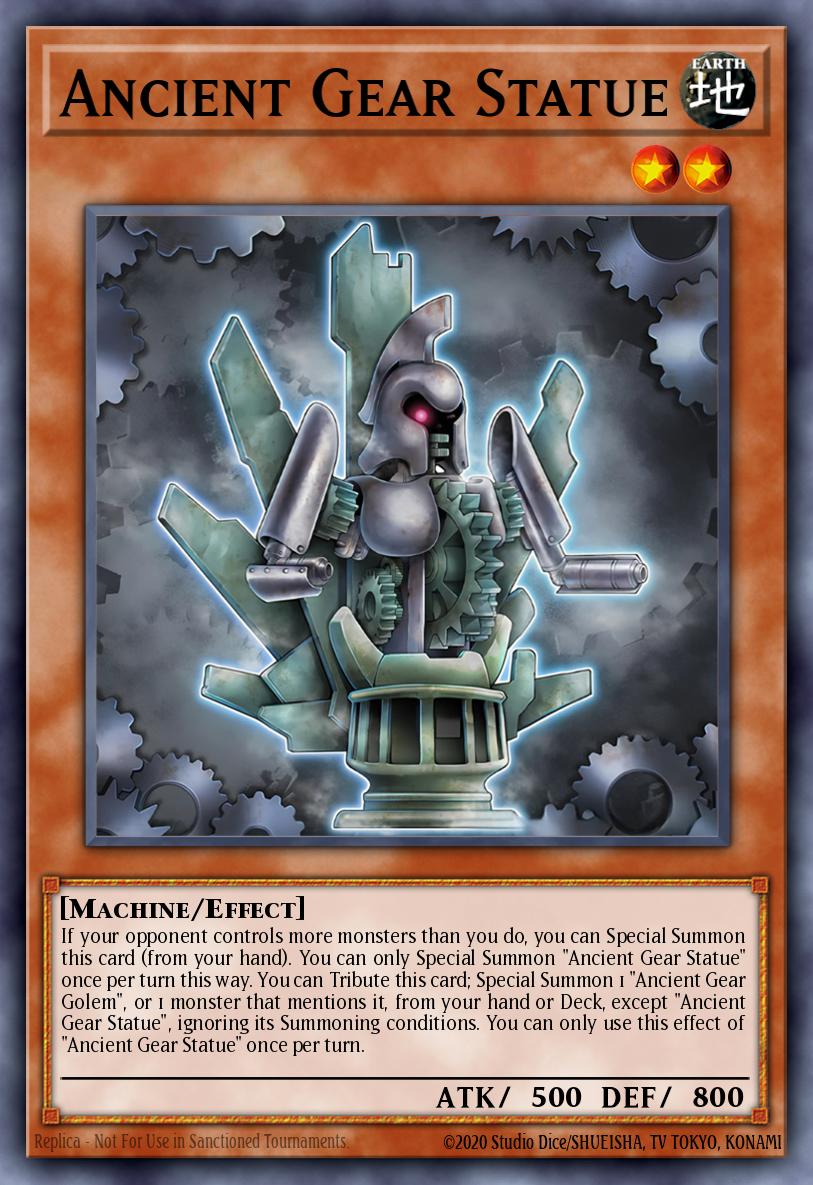 Ancient Gear Statue
EARTH
地
[Machine/Effect]
If your opponent controls more monsters than you do, you can Special Summon
this card (from your hand). You can only Special Summon "Ancient Gear Statue"
once per turn this way. You can Tribute this card; Special Summon 1 "Ancient Gear
Golem", or 1 monster that mentions it, from your hand or Deck, except "Ancient
Gear Statue", ignoring its Summoning conditions. You can only use this effect of
"Ancient Gear Statue" once per turn.
ATK/ 500 DEF/ 800
Replica - Not For Use in Sanctioned Tournaments.
©2020 Studio Dice/SHUEISHA, TV TOKYO, KONAMI